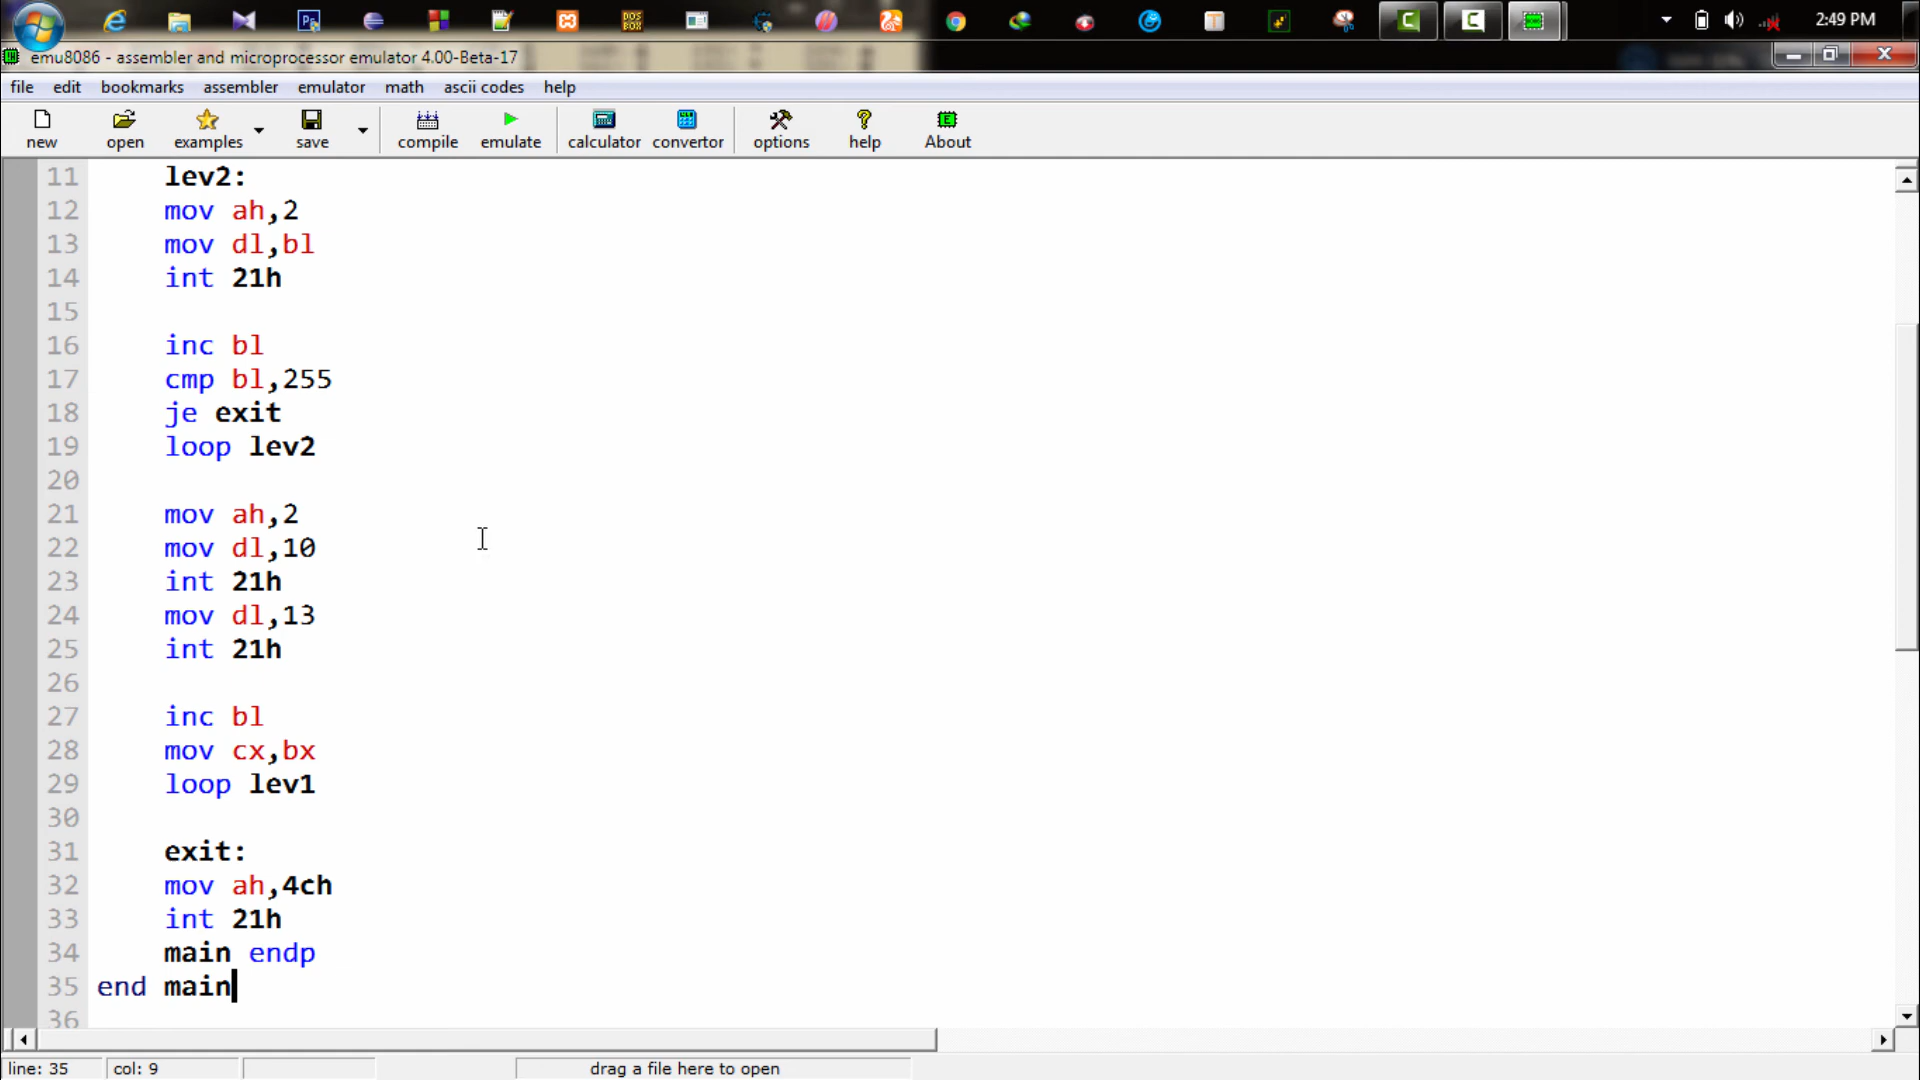 2:49 PM
emu8086 - assembler and microprocessor emulator 4.00-Beta-17
file edit bookmarks assembler emulator math ascii codes help
new open examples save compile emulate calculator convertor options help About
11 lev2:
12 mov ah,2
13 mov dl,bl
14 int 21h
15
16 inc bl
17 cmp bl,255
18 je exit
19 loop lev2
20
21 mov ah,2
22 mov dl,10
23 int 21h
24 mov dl,13
25 int 21h
26
27 inc bl
28 mov cx,bx
29 loop lev1
30
31 exit:
32 mov ah,4ch
33 int 21h
34 main endp
35 end main
36
line: 35 col: 9 drag a file here to open